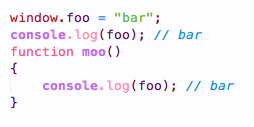 window.foo = "bar";
console.log(foo); // bar
function moo()
{
    console.log(foo); // bar
}